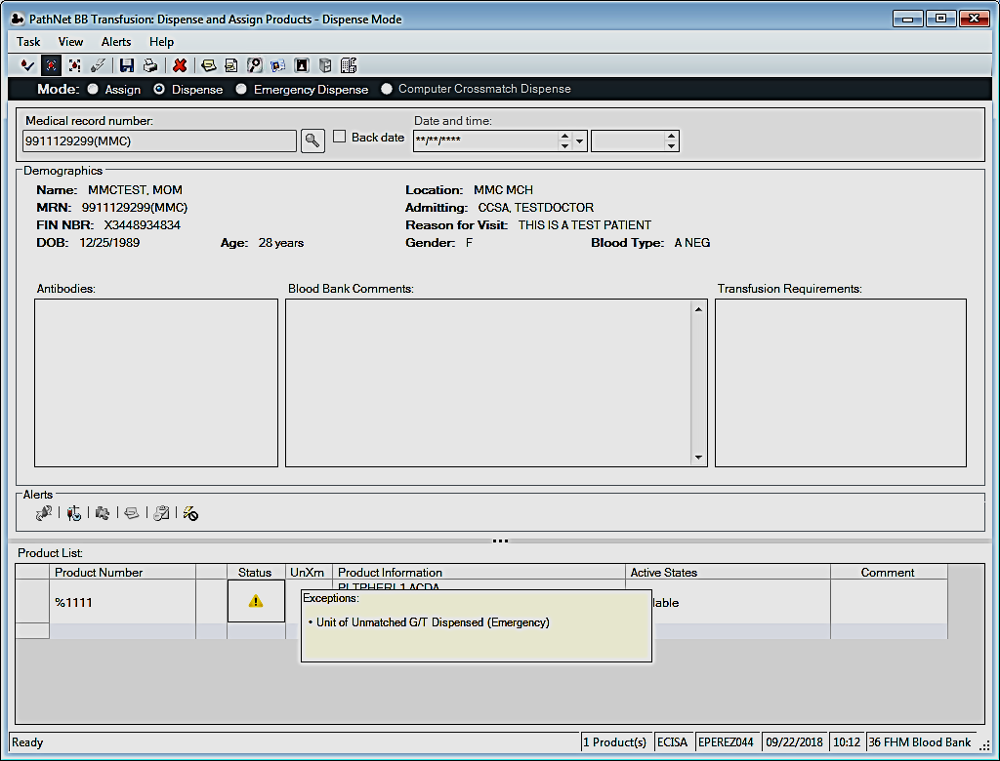 PathNet BB Transfusion: Dispense and Assign Products - Dispense Mode
Task View Alerts Help
Mode: Assign Dispense Emergency Dispense Computer Crossmatch Dispense
Medical record number:
9911129299(MMC)
Back date
Date and time:
**/**/****
Demographics
Name: MMCTEST, MOM
Location: MMC MCH
MRN: 9911129299(MMC)
Admitting: CCSA, TESTDOCTOR
FIN NBR: X3448934834
Reason for Visit: THIS IS A TEST PATIENT
DOB: 12/25/1989 Age: 28 years
Gender: F Blood Type: A NEG
Antibodies: Blood Bank Comments: Transfusion Requirements:
Alerts
Product List:
Product Number Status UnXm Product Information Active States Comment
PLTPHERL1 ACDA
%1111 lable
Exceptions:
• Unit of Unmatched G/T Dispensed (Emergency)
Ready 1 Product(s) ECISA EPEREZ044 09/22/2018 10:12 36 FHM Blood Bank